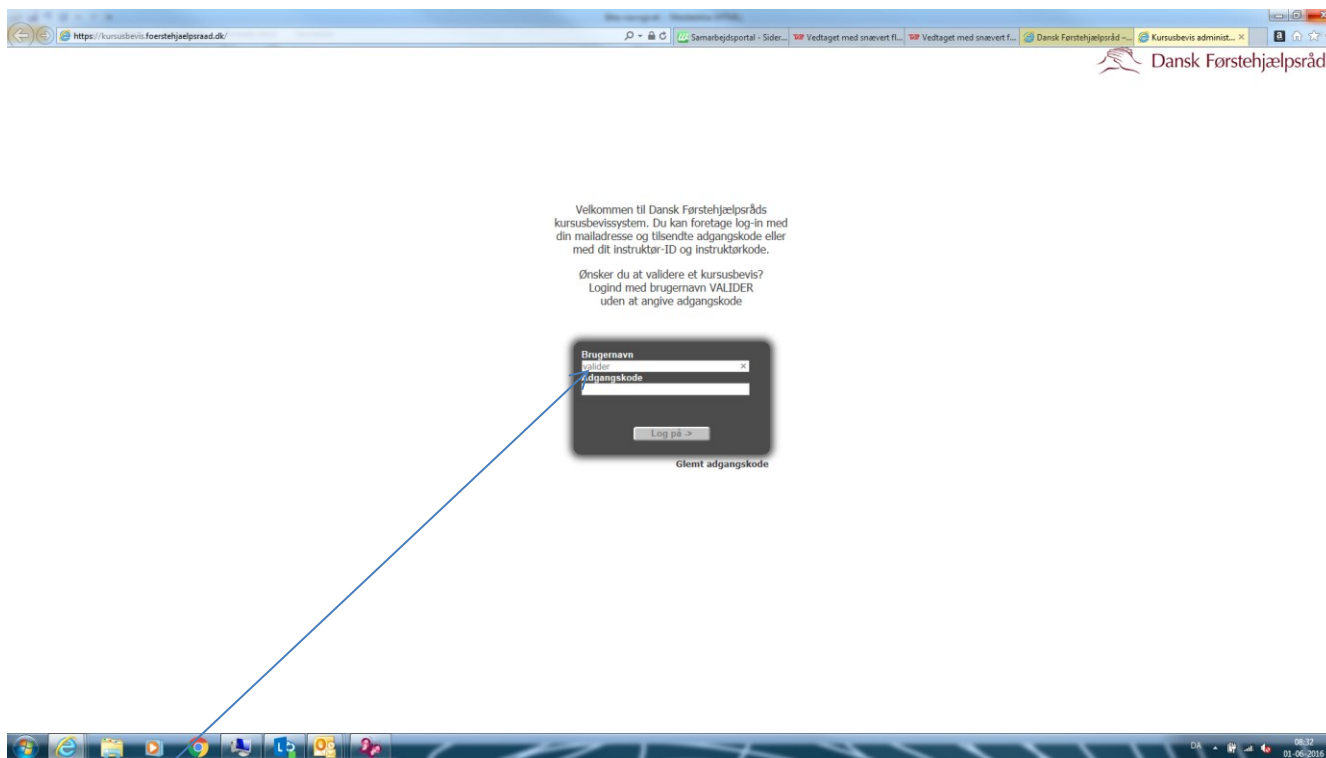 https://kursusbevis.foerstehjaelpsraad.dk/
Samarbejdsportal - Sider...
Vedtaget med snævert fl...
Vedtaget med snævert f...
Dansk Førstehjælpsråd –...
Kursusbevis administ...
Dansk Førstehjælpsråd
Velkommen til Dansk Førstehjælpsråds
kursusbevissystem. Du kan foretage log-in med
din mailadresse og tilsendte adgangskode eller
med dit instruktør-ID og instruktørkode.
Ønsker du at validere et kursusbevis?
Logind med brugernavn VALIDER
uden at angive adgangskode
Brugernavn
valider
Adgangskode
Log på ->
Glemt adgangskode
DA
08:32
01-06-2016